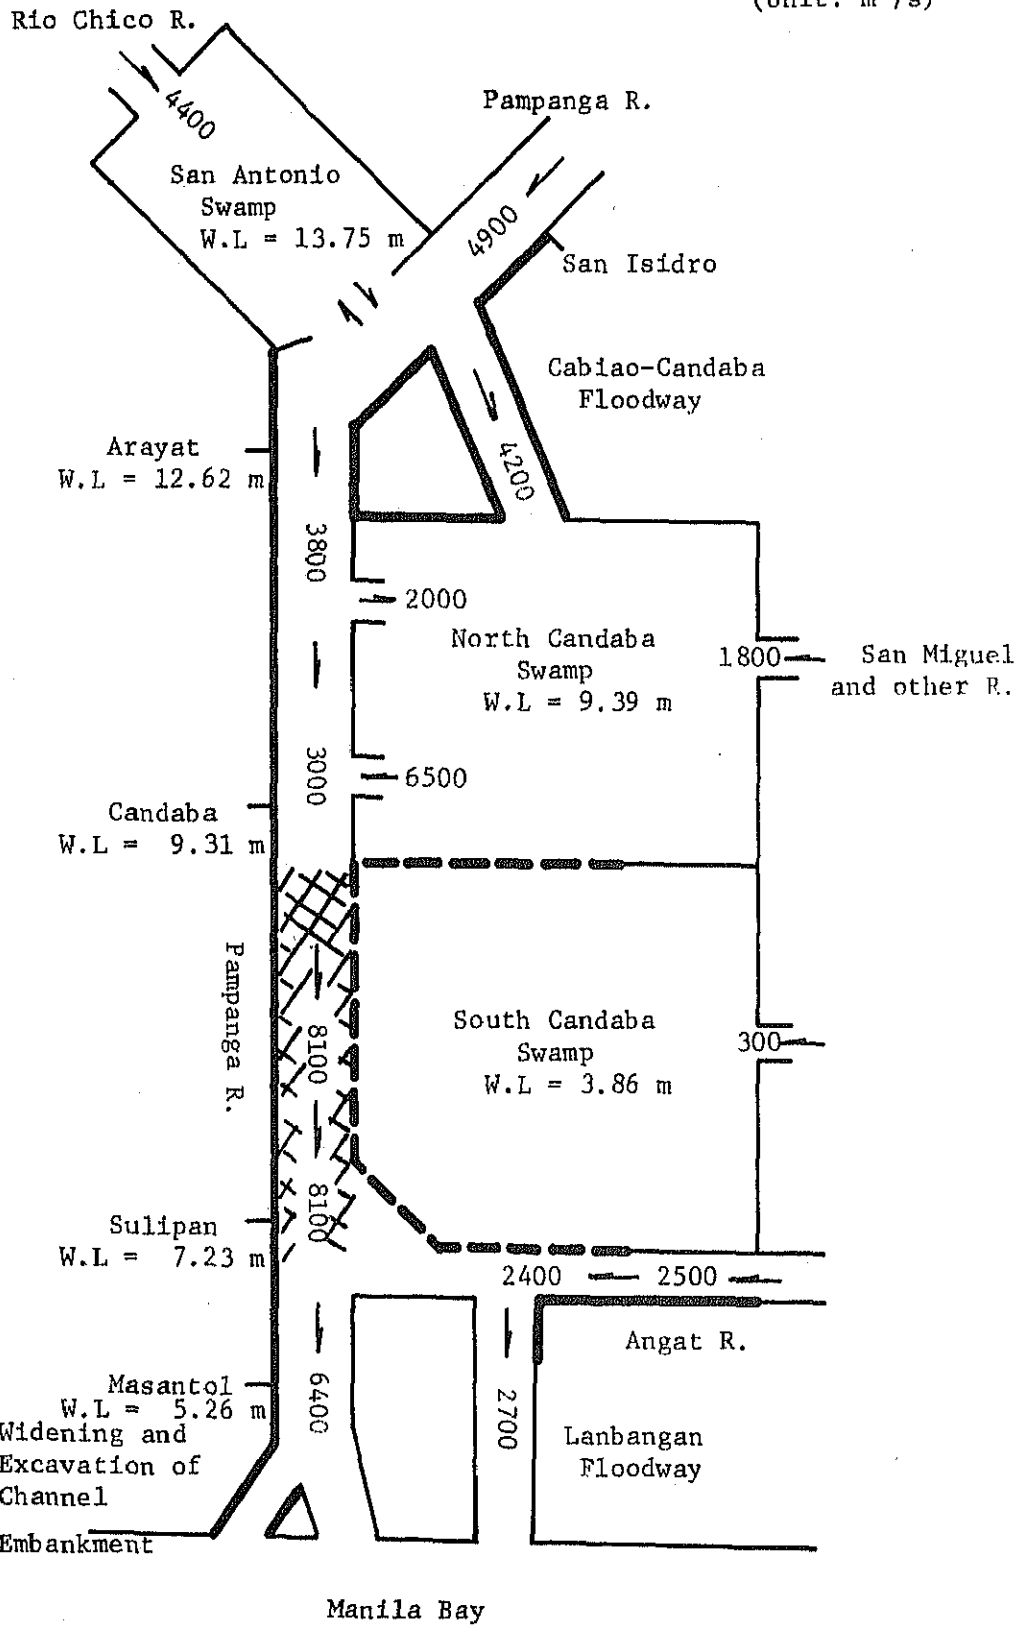 Rio Chico R.
4400
Pampanga R.
San Antonio
Swamp
W.L = 13.75 m
4900
San Isidro
Cabiao-Candaba
Floodway
Arayat
W.L = 12.62 m
4200
3800
2000
North Candaba
Swamp
W.L = 9.39 m
1800
San Miguel
and other R.
3000
6500
Candaba
W.L = 9.31 m
Pampanga R.
South Candaba
Swamp
W.L = 3.86 m
300
8100
8100
Sulipan
W.L = 7.23 m
2400
2500
Angat R.
Masantol
W.L = 5.26 m
6400
2700
Widening and
Excavation of
Channel
Lanbangan
Floodway
Embankment
Manila Bay